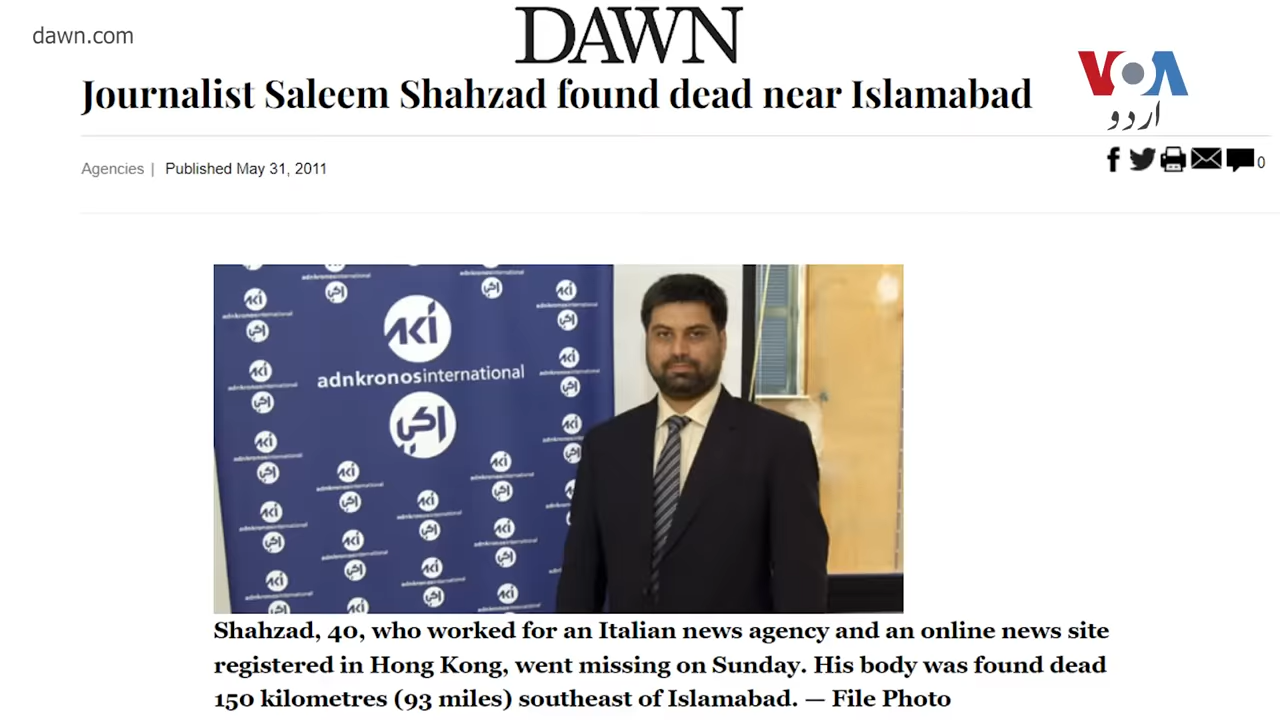 dawn.com
DAWN
VOA
اردو
Journalist Saleem Shahzad found dead near Islamabad
Agencies | Published May 31, 2011
0
AKI
adnkronosinternational
اکي
Shahzad, 40, who worked for an Italian news agency and an online news site
registered in Hong Kong, went missing on Sunday. His body was found dead
150 kilometres (93 miles) southeast of Islamabad. — File Photo